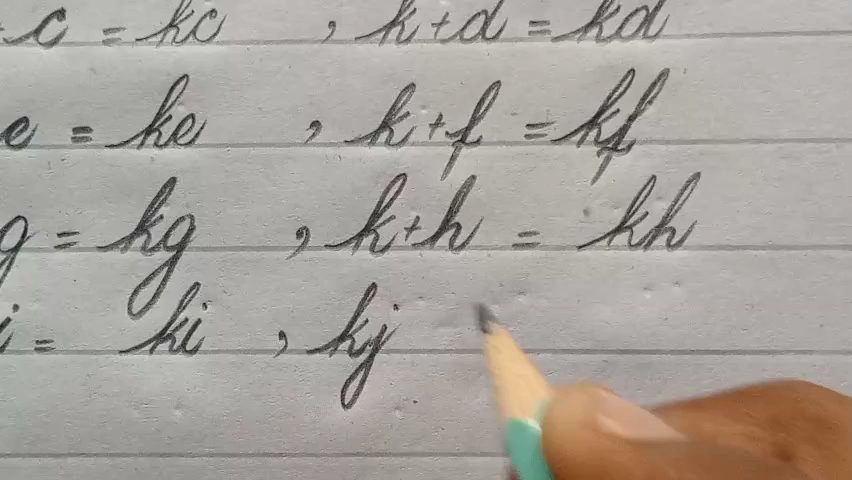 c = kc , k+d = kd
e = ke , k+f = kf
g = kg , k+h = kh
i = ki , kj